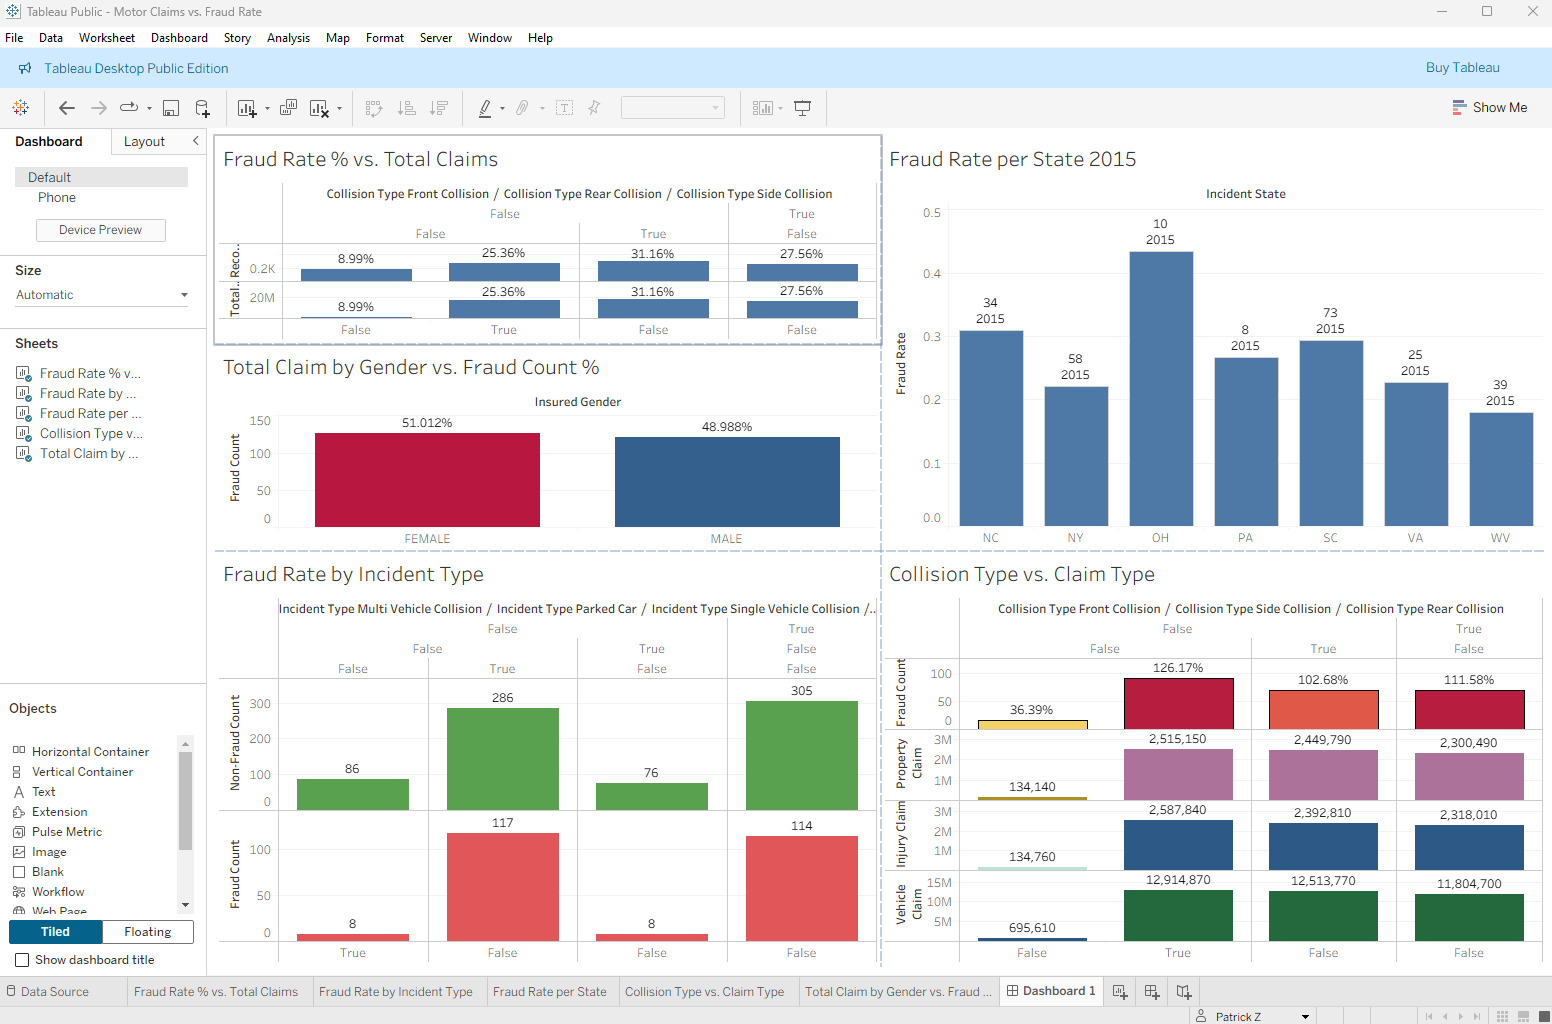 Tableau Public - Motor Claims vs. Fraud Rate
File Data Worksheet Dashboard Story Analysis Map Format Server Window Help
Tableau Desktop Public Edition
Buy Tableau
Show Me
Dashboard Layout
Default
Phone
Device Preview
Size
Automatic
Sheets
Fraud Rate % v...
Fraud Rate by ...
Fraud Rate per ...
Collision Type v...
Total Claim by ...
Objects
Horizontal Container
Vertical Container
A Text
Extension
Pulse Metric
Image
Blank
Workflow
Web Page
Tiled Floating
Show dashboard title
Fraud Rate % vs. Total Claims
Collision Type Front Collision / Collision Type Rear Collision / Collision Type Side Collision
False True
False True False
Reco..
0.2K
8.99% 25.36% 31.16% 27.56%
Total..
20M
8.99% 25.36% 31.16% 27.56%
False True False False
Total Claim by Gender vs. Fraud Count %
Insured Gender
Fraud Count
150
100
50
0
51.012% 48.988%
FEMALE MALE
Fraud Rate by Incident Type
Incident Type Multi Vehicle Collision / Incident Type Parked Car / Incident Type Single Vehicle Collision /..
False True
False True False
False True False False
Non-Fraud Count
300
200
100
0
86 286 76 305
Fraud Count
100
50
0
8 117 8 114
True False False False
Fraud Rate per State 2015
Incident State
Fraud Rate
0.5
0.4
0.3
0.2
0.1
0.0
34
2015
58
2015
10
2015
8
2015
73
2015
25
2015
39
2015
NC NY OH PA SC VA WV
Collision Type vs. Claim Type
Collision Type Front Collision / Collision Type Side Collision / Collision Type Rear Collision
False True
False True False
Fraud Count
100
50
0
36.39% 126.17% 102.68% 111.58%
Property
Claim
3M
2M
1M
134,140 2,515,150 2,449,790 2,300,490
Injury Claim
3M
2M
1M
134,760 2,587,840 2,392,810 2,318,010
Vehicle
Claim
15M
10M
5M
695,610 12,914,870 12,513,770 11,804,700
False True False False
Data Source Fraud Rate % vs. Total Claims Fraud Rate by Incident Type Fraud Rate per State Collision Type vs. Claim Type Total Claim by Gender vs. Fraud ... Dashboard 1
Patrick Z